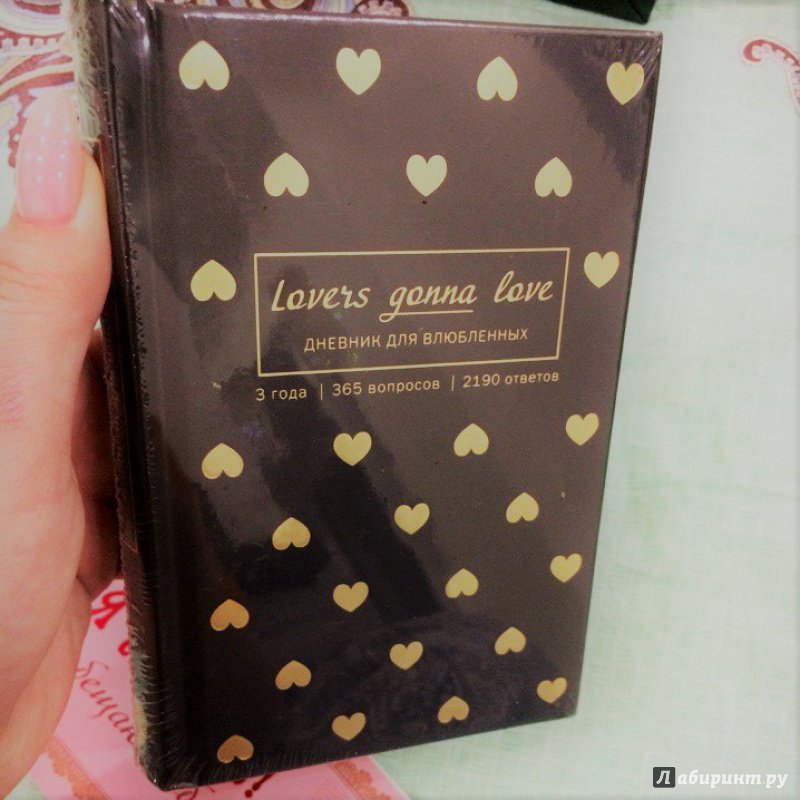 Lovers gonna love
ДНЕВНИК ДЛЯ ВЛЮБЛЕННЫХ
3 года | 365 вопросов | 2190 ответов
Я
Лабиринт.ру